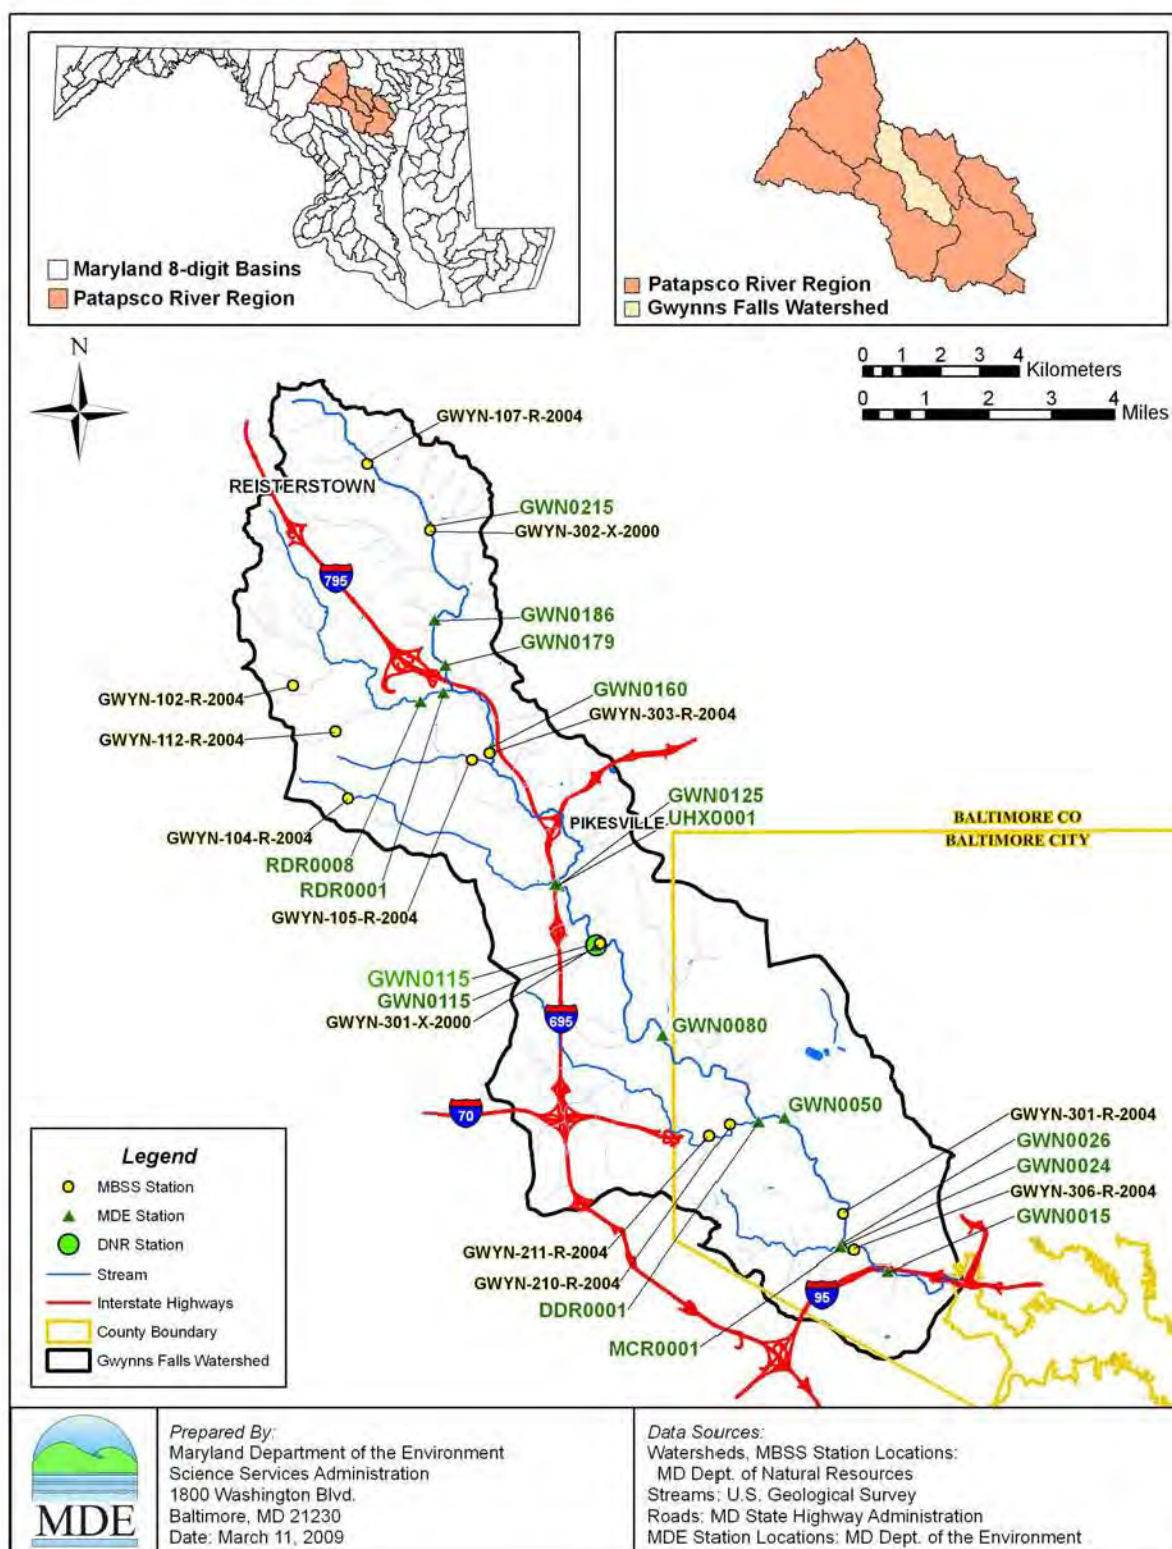 Maryland 8-digit Basins
Patapsco River Region
Patapsco River Region
Gwynns Falls Watershed
N
0 1 2 3 4
Kilometers
0 1 2 3 4
Miles
GWYN-107-R-2004
REISTERSTOWN
GWN0215
GWYN-302-X-2000
795
GWN0186
GWN0179
GWYN-102-R-2004
GWN0160
GWYN-303-R-2004
GWYN-112-R-2004
GWN0125
PIKESVILLE
UHX0001
BALTIMORE CO
BALTIMORE CITY
GWYN-104-R-2004
RDR0008
RDR0001
GWYN-105-R-2004
GWN0115
GWN0115
GWYN-301-X-2000
695
GWN0080
70
GWN0050
GWYN-301-R-2004
GWN0026
GWN0024
GWYN-306-R-2004
GWN0015
GWYN-211-R-2004
GWYN-210-R-2004
DDR0001
95
MCR0001
Legend
MBSS Station
MDE Station
DNR Station
Stream
Interstate Highways
County Boundary
Gwynns Falls Watershed
MDE
Prepared By:
Maryland Department of the Environment
Science Services Administration
1800 Washington Blvd.
Baltimore, MD 21230
Date: March 11, 2009
Data Sources:
Watersheds, MBSS Station Locations:
MD Dept. of Natural Resources
Streams: U.S. Geological Survey
Roads: MD State Highway Administration
MDE Station Locations: MD Dept. of the Environment